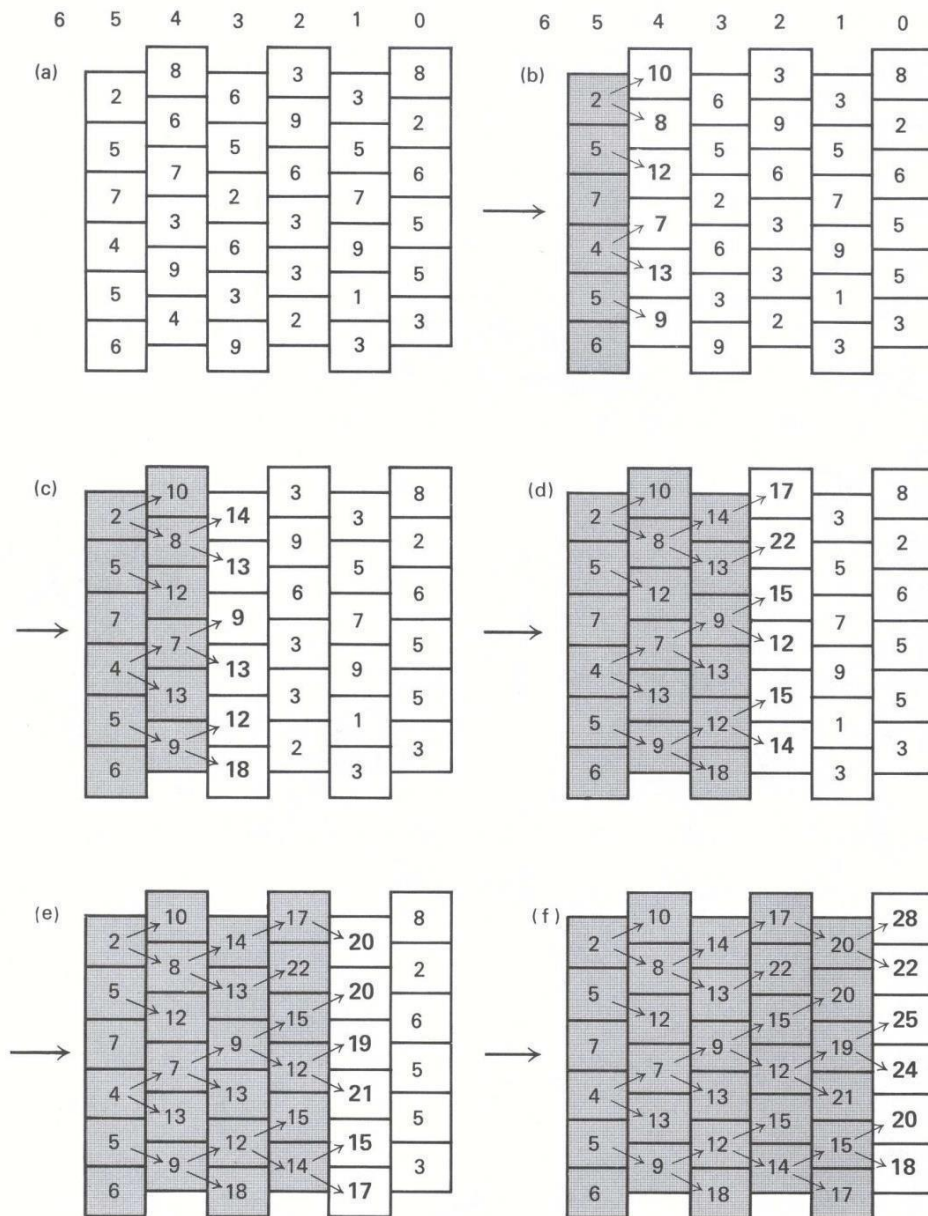 6 5 4 3 2 1 0
(a)
8 3 8
2 6 3
6 9 2
5 5 5
7 6 6
7 2 7
3 3 5
4 6 9
9 3 5
5 3 1
4 2 3
6 9 3
6 5 4 3 2 1 0
(b)
10 3 8
2 6 3
8 9 2
5 5 5
12 6 6
7 2 7
7 3 5
4 6 9
13 3 5
5 3 1
9 2 3
6 9 3
(c)
10 3 8
2 14 3
8 9 2
5 13 5
12 6 6
7 9 7
7 3 5
4 13 9
13 3 5
5 12 1
9 2 3
6 18 3
(d)
10 17 8
2 14 3
8 22 2
5 13 5
12 15 6
7 9 7
7 12 5
4 13 9
13 15 5
5 12 1
9 14 3
6 18 3
(e)
10 17 8
2 14 20
8 22 2
5 13 20
12 15 6
7 9 19
7 12 5
4 13 21
13 15 5
5 12 15
9 14 3
6 18 17
(f)
10 17 28
2 14 20
8 22 22
5 13 20
12 15 25
7 9 19
7 12 24
4 13 21
13 15 20
5 12 15
9 14 18
6 18 17